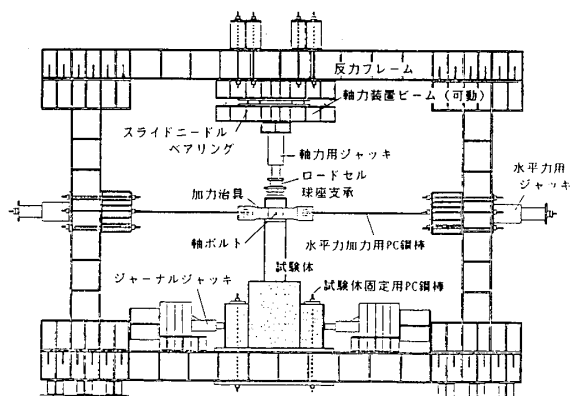 反力フレーム
軸力装置ビーム（可動）
スライドニードル
ベアリング
軸力用ジャッキ
水平力用
ジャッキ
ロードセル
球座支承
加力治具
軸ボルト
水平力加力用PC鋼棒
試験体
ジャーナルジャッキ
試験体固定用PC鋼棒